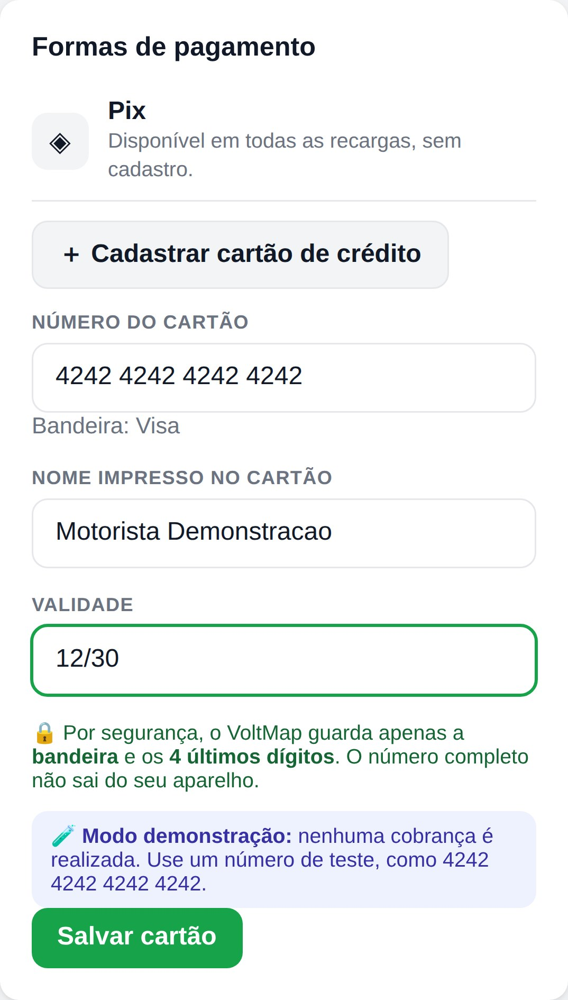 Formas de pagamento
Pix
Disponível em todas as recargas, sem
cadastro.
+ Cadastrar cartão de crédito
NÚMERO DO CARTÃO
4242 4242 4242 4242
Bandeira: Visa
NOME IMPRESSO NO CARTÃO
Motorista Demonstracao
VALIDADE
12/30
🔒 Por segurança, o VoltMap guarda apenas a
bandeira e os 4 últimos dígitos. O número completo
não sai do seu aparelho.
🧪 Modo demonstração: nenhuma cobrança é
realizada. Use um número de teste, como 4242
4242 4242 4242.
Salvar cartão